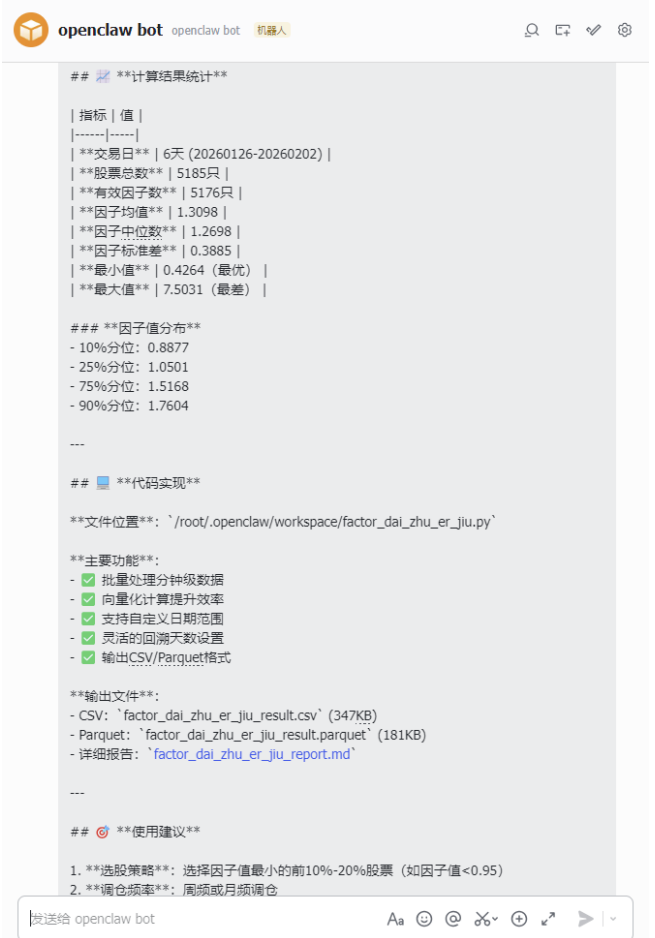 openclaw bot openclaw bot 机器人
## 📈 **计算结果统计**
| 指标 | 值 |
|------|-----|
| **交易日** | 6天 (20260126-20260202) |
| **股票总数** | 5185只 |
| **有效因子数** | 5176只 |
| **因子均值** | 1.3098 |
| **因子中位数** | 1.2698 |
| **因子标准差** | 0.3885 |
| **最小值** | 0.4264（最优） |
| **最大值** | 7.5031（最差） |
### **因子值分布**
- 10%分位：0.8877
- 25%分位：1.0501
- 75%分位：1.5168
- 90%分位：1.7604
---
## 💻 **代码实现**
**文件位置**：`/root/.openclaw/workspace/factor_dai_zhu_er_jiu.py`
**主要功能**：
- ✅ 批量处理分钟级数据
- ✅ 向量化计算提升效率
- ✅ 支持自定义日期范围
- ✅ 灵活的回溯天数设置
- ✅ 输出CSV/Parquet格式
**输出文件**：
- CSV：`factor_dai_zhu_er_jiu_result.csv` (347KB)
- Parquet：`factor_dai_zhu_er_jiu_result.parquet` (181KB)
- 详细报告：`factor_dai_zhu_er_jiu_report.md`
---
## 🎯 **使用建议**
1. **选股策略**：选择因子值最小的前10%-20%股票（如因子值<0.95）
2. **调仓频率**：周频或月频调仓
发送给 openclaw bot
Aa